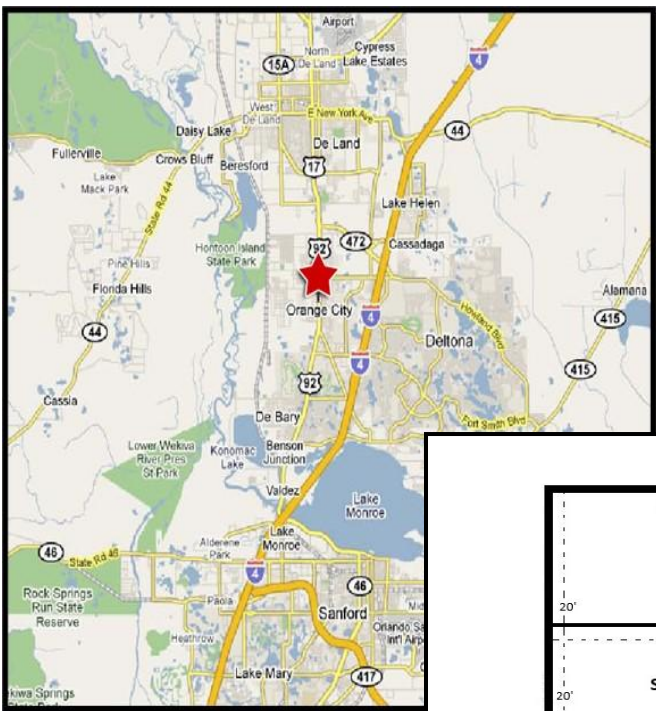 Airport
North
De Land
Cypress
Lake Estates
4
15A
West
De Land
E New York Ave
44
Daisy Lake
De Land
Fullerville
Crows Bluff
Beresford
17
Lake
Mack Park
State Rd 44
Lake Helen
Hontoon Island
State Park
92
472
Cassadaga
Pine Hills
Florida Hills
Alamana
Orange City
4
Howland Blvd
415
44
Deltona
4
415
92
Cassia
De Bary
Fort Smith Blvd
Lower Wekiva
River Pres
St Park
Konomac
Lake
Benson
Junction
Valdez
Lake
Monroe
Alderene
Park
Lake
Monroe
46
State Rd 46
4
46
20'
Rock Springs
Run State
Reserve
Paola
Sanford
Orlando Sa
Int'l Airp
Heathrow
S
20'
Lake Mary
417
kiwa Springs